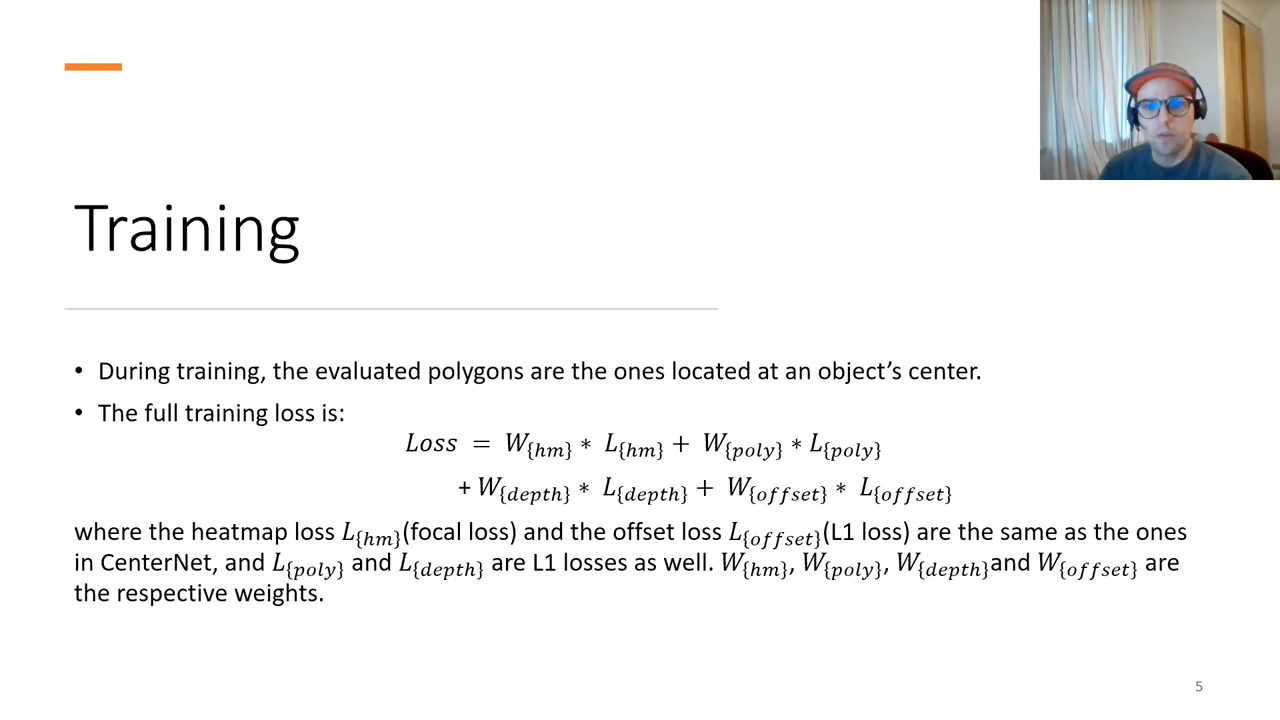 Training
• During training, the evaluated polygons are the ones located at an object's center.
• The full training loss is:
Loss = W_{hm} * L_{hm} + W_{poly} * L_{poly}
+ W_{depth} * L_{depth} + W_{offset} * L_{offset}
where the heatmap loss L_{hm}(focal loss) and the offset loss L_{offset}(L1 loss) are the same as the ones
in CenterNet, and L_{poly} and L_{depth} are L1 losses as well. W_{hm}, W_{poly}, W_{depth}and W_{offset} are
the respective weights.
5